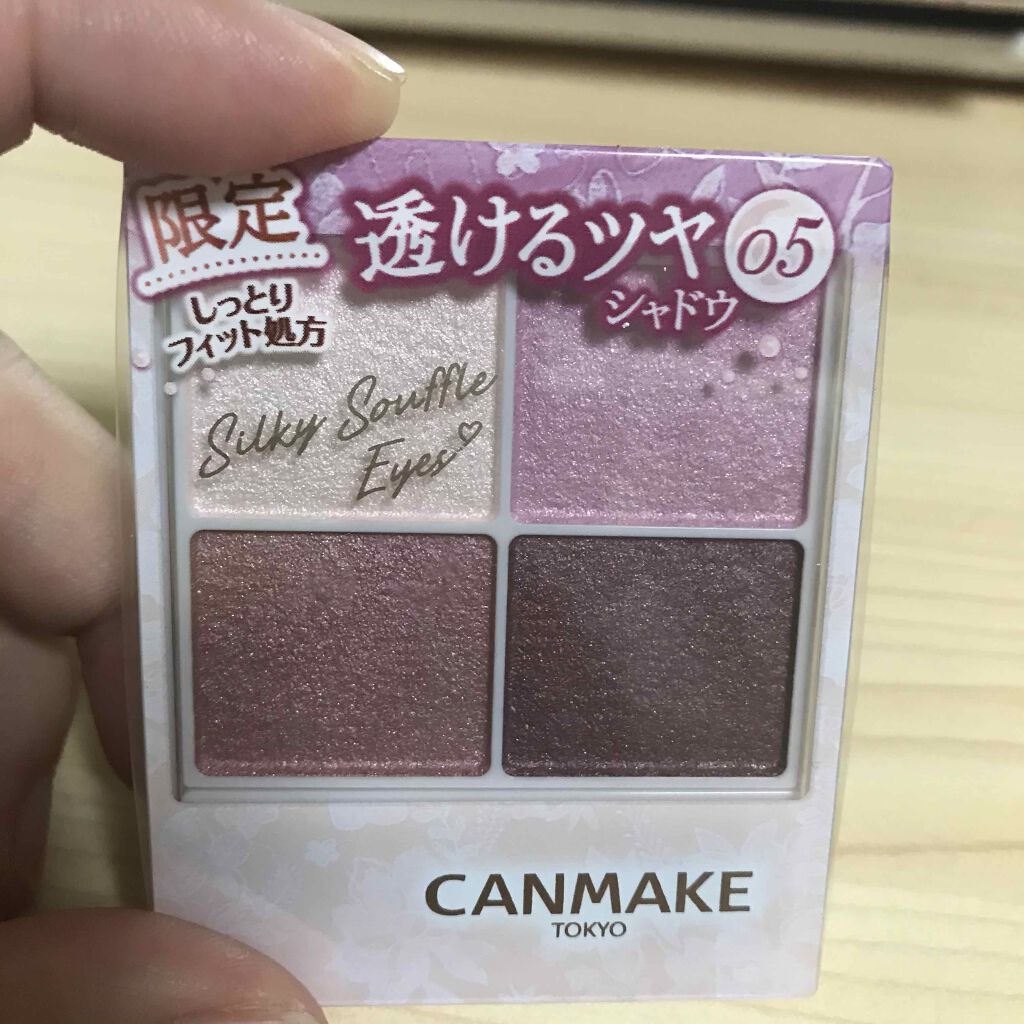 限定
透けるツヤ
05
シャドウ
しっとり
フィット処方
Silky Souffle
Eyes
CANMAKE
TOKYO